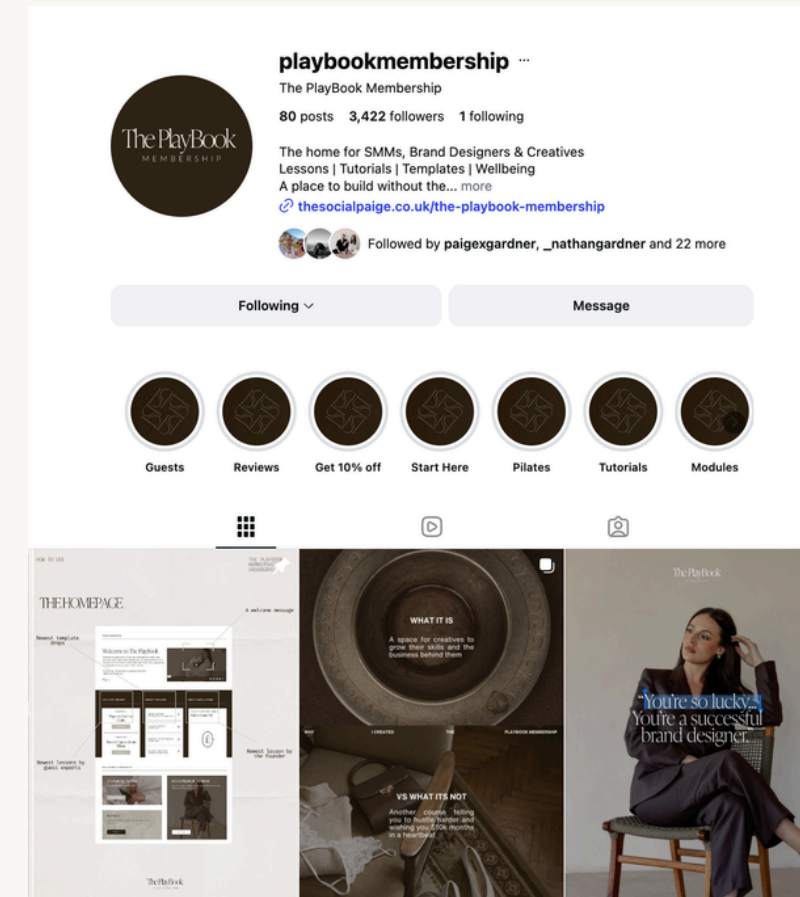 playbookmembership ...
The PlayBook Membership
80 posts 3,422 followers 1 following
The PlayBook
MEMBERSHIP
The home for SMMs, Brand Designers & Creatives
Lessons | Tutorials | Templates | Wellbeing
A place to build without the... more
thesocialpaige.co.uk/the-playbook-membership
Followed by paigexgardner, _nathangardner and 22 more
Following
Message
Guests
Reviews
Get 10% off
Start Here
Pilates
Tutorials
Modules
HOW TO USE
THE PLAYBOOK
THE HOMEPAGE
A welcome message
Newest template
drops
Welcome to The PlayBook
Newest lessons by
guest experts
Newest lesson by
the founder
The PlayBook
WHAT IT IS
A space for creatives to
grow their skills and the
business behind them
WHY I CREATED THE PLAYBOOK MEMBERSHIP
VS WHAT ITS NOT
Another course telling
you to hustle harder and
wishing you £10k months
in a heartbeat
The PlayBook
"You're so lucky..."
You're a successful
brand designer."